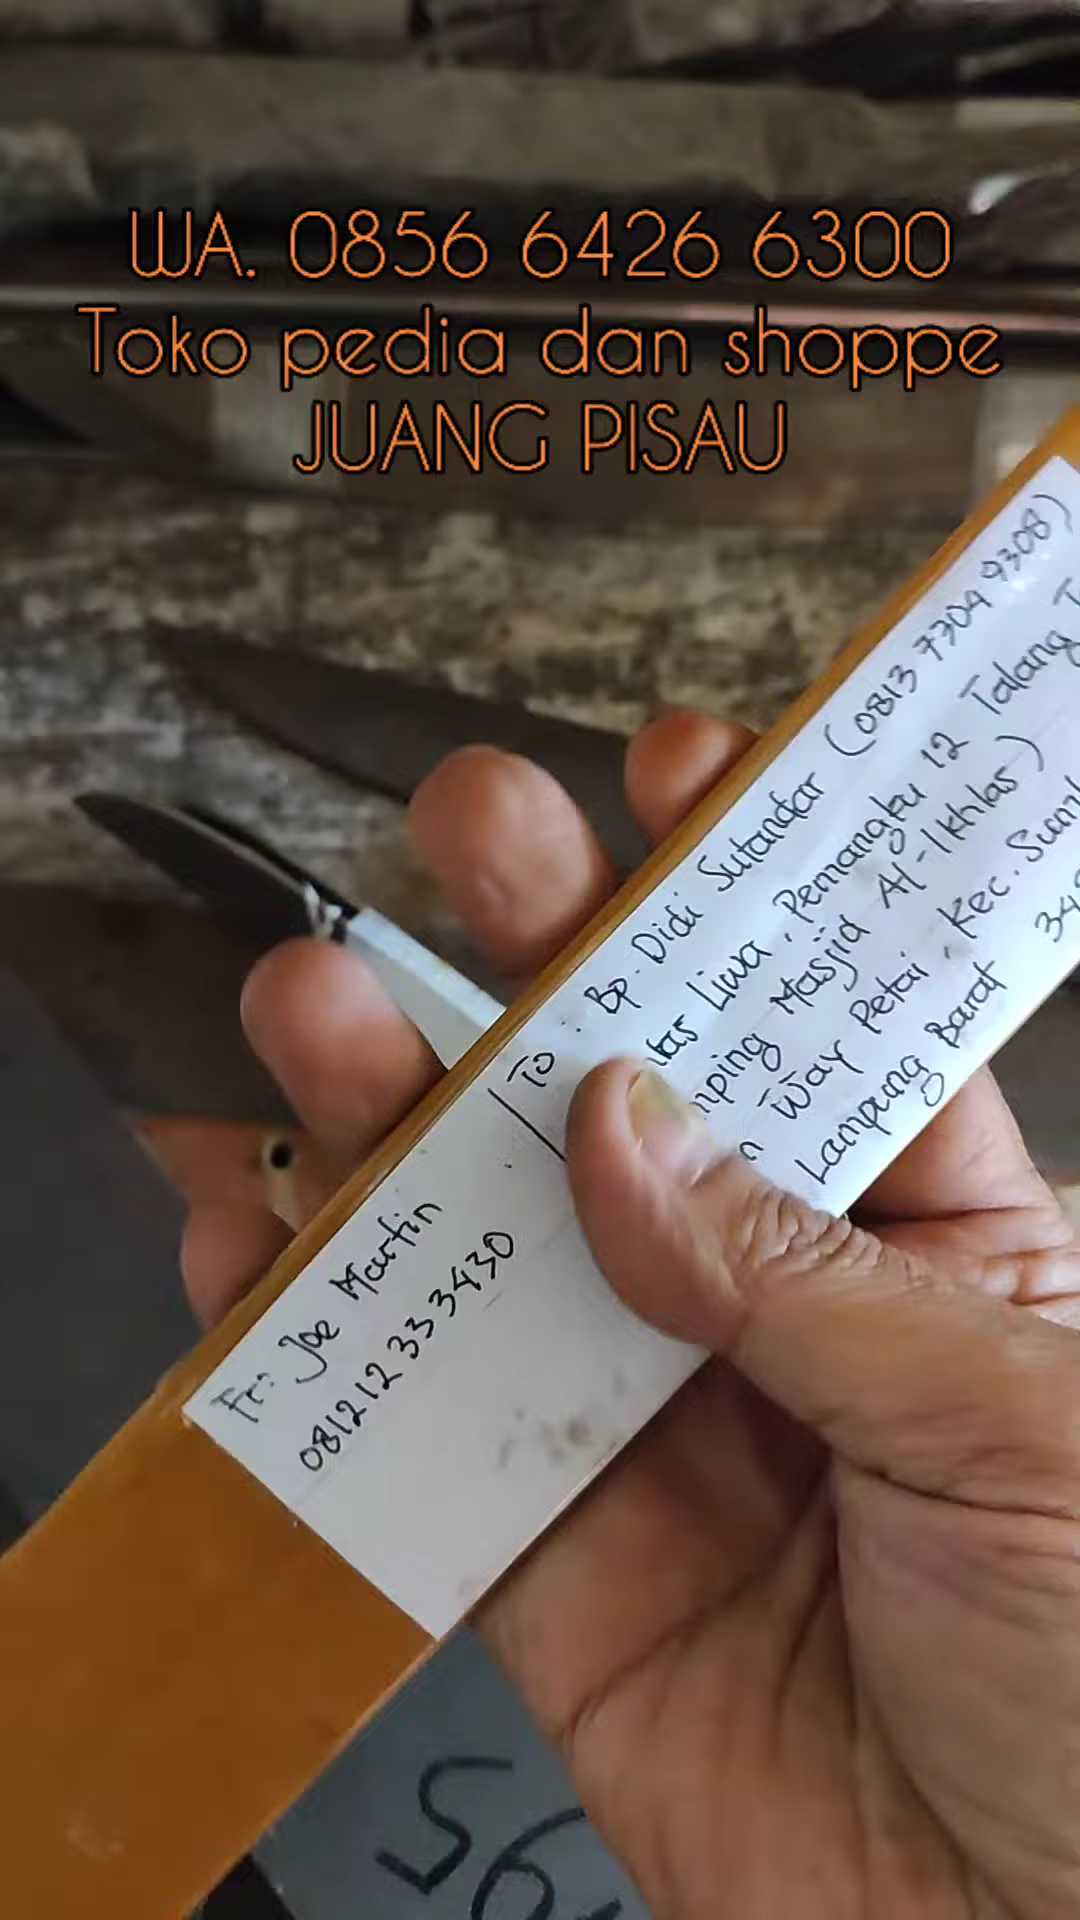 WA. 0856 6426 6300
Toko pedia dan shoppe
JUANG PISAU
To : Bp. Didi Sutandar (0813 7704 9308)
Liwa, Pemangku 12 Talang
Masjid Al-Ikhlas)
Way Petai, Kec.
Lampung Barat
Fr: Joe Martin
081212333430